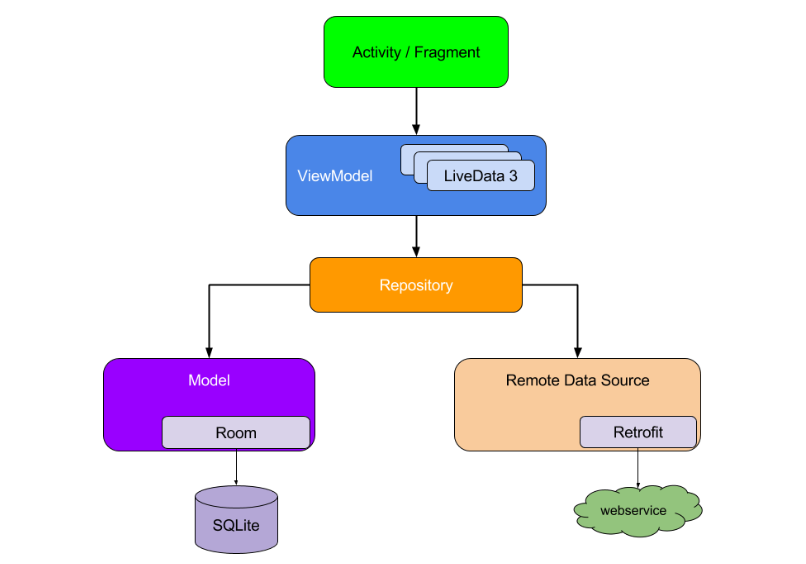 Activity / Fragment
ViewModel
LiveData 3
Repository
Model
Remote Data Source
Room
Retrofit
SQLite
webservice